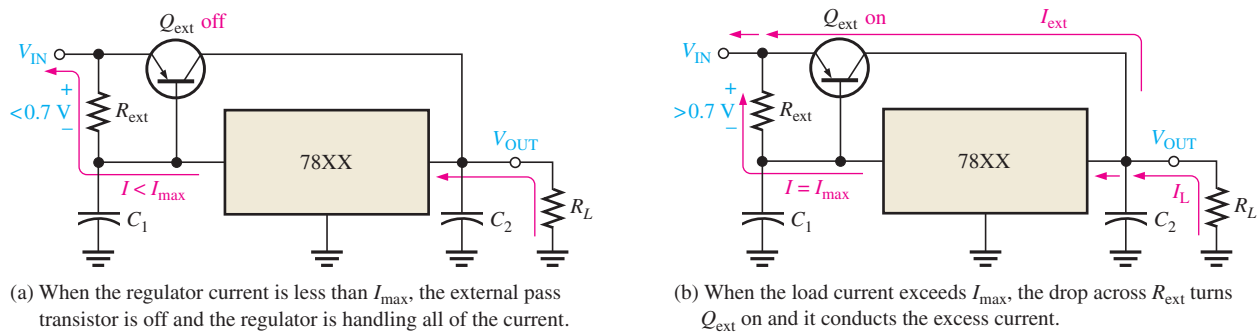 Q_ext off
V_IN
+
<0.7 V
−
R_ext
78XX
V_OUT
I < I_max
C_1
C_2
R_L
(a) When the regulator current is less than I_max, the external pass
transistor is off and the regulator is handling all of the current.
Q_ext on
I_ext
V_IN
+
>0.7 V
−
R_ext
78XX
V_OUT
I = I_max
I_L
C_1
C_2
R_L
(b) When the load current exceeds I_max, the drop across R_ext turns
Q_ext on and it conducts the excess current.